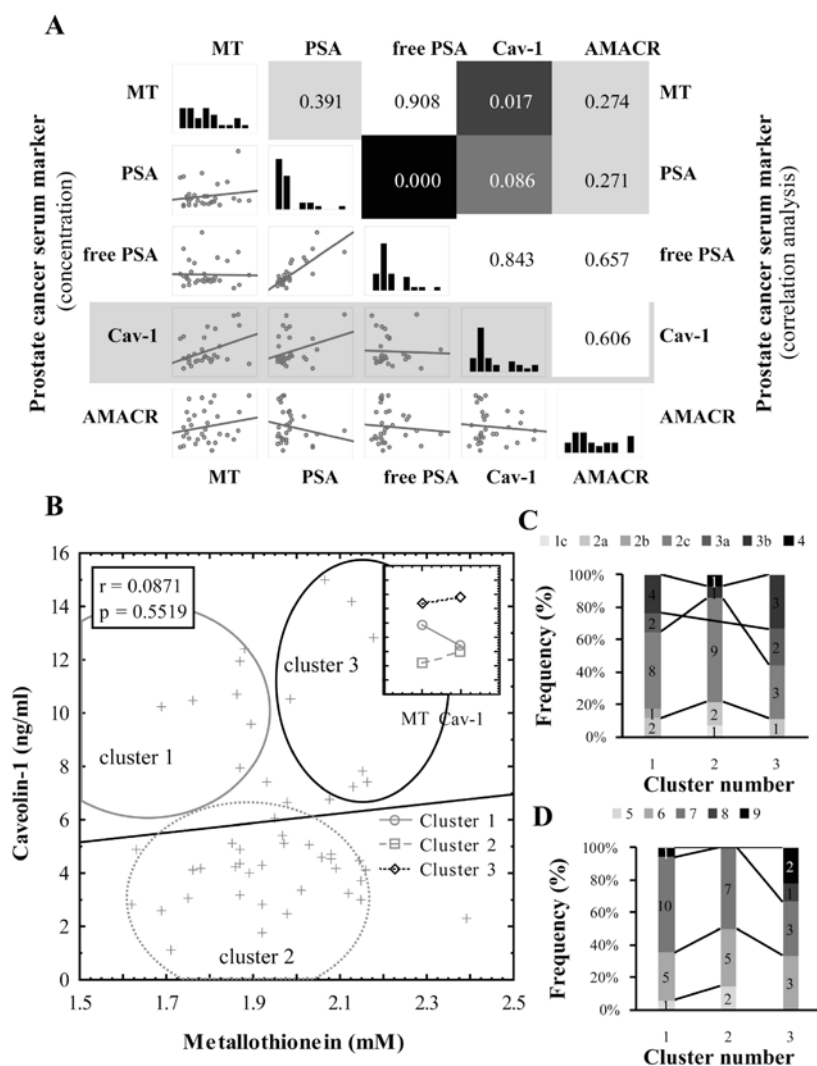 A
MT PSA free PSA Cav-1 AMACR
MT 0.391 0.908 0.017 0.274 MT
PSA 0.000 0.086 0.271 PSA
free PSA 0.843 0.657 free PSA
Cav-1 0.606 Cav-1
AMACR AMACR
MT PSA free PSA Cav-1 AMACR
Prostate cancer serum marker
(concentration)
Prostate cancer serum marker
(correlation analysis)
B
r = 0.0871
p = 0.5519
cluster 1
cluster 3
cluster 2
MT Cav-1
Cluster 1
Cluster 2
Cluster 3
16
14
12
10
8
6
4
2
0
1.5 1.7 1.9 2.1 2.3 2.5
Caveolin-1 (ng/ml)
Metallothionein (mM)
C
1c 2a 2b 2c 3a 3b 4
100%
80%
60%
40%
20%
0%
Frequency (%)
4 1 3
2 1 2
8 9 3
1 2
2 1 1
1 2 3
Cluster number
D
5 6 7 8 9
100%
80%
60%
40%
20%
0%
Frequency (%)
1 2
1
10 7 3
5 5 3
1 2
1 2 3
Cluster number